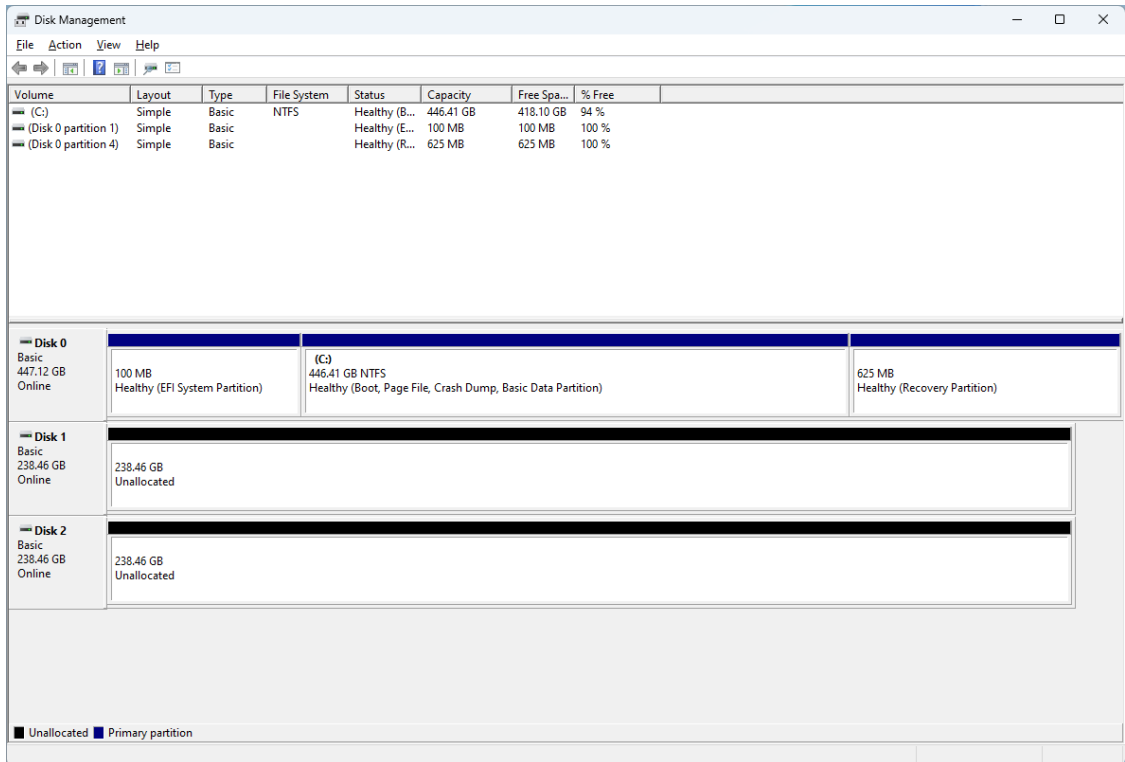 Disk Management
File Action View Help
Volume Layout Type File System Status Capacity Free Spa... % Free
(C:) Simple Basic NTFS Healthy (B... 446.41 GB 418.10 GB 94 %
(Disk 0 partition 1) Simple Basic Healthy (E... 100 MB 100 MB 100 %
(Disk 0 partition 4) Simple Basic Healthy (R... 625 MB 625 MB 100 %
Disk 0
Basic
447.12 GB
Online
100 MB
Healthy (EFI System Partition)
(C:)
446.41 GB NTFS
Healthy (Boot, Page File, Crash Dump, Basic Data Partition)
625 MB
Healthy (Recovery Partition)
Disk 1
Basic
238.46 GB
Online
238.46 GB
Unallocated
Disk 2
Basic
238.46 GB
Online
238.46 GB
Unallocated
Unallocated Primary partition